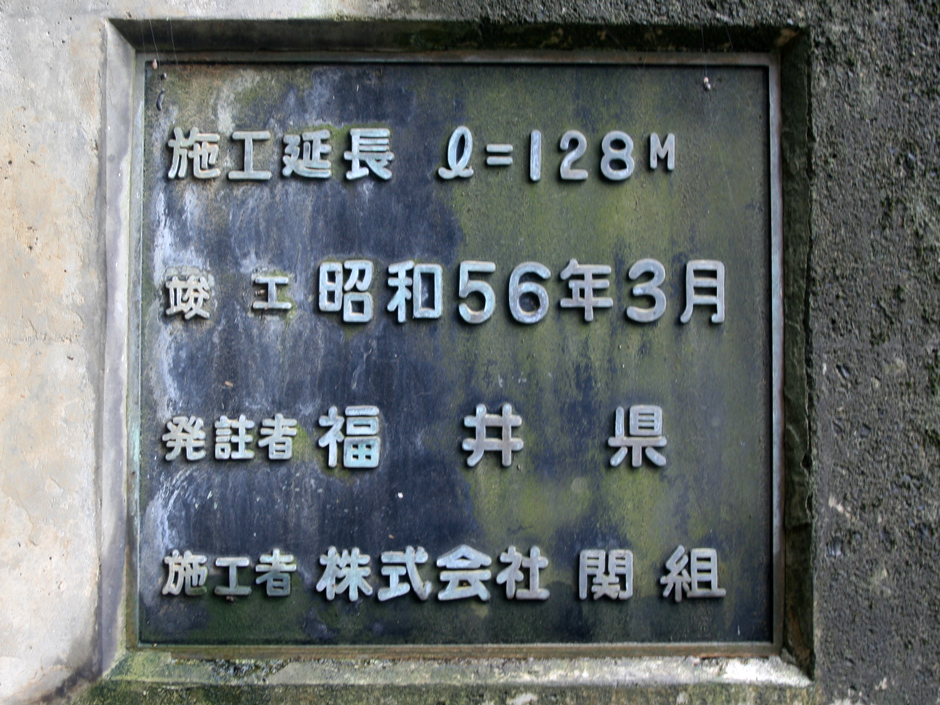 施工延長 ℓ=128M
竣工 昭和56年3月
発註者 福井県
施工者 株式会社 関組